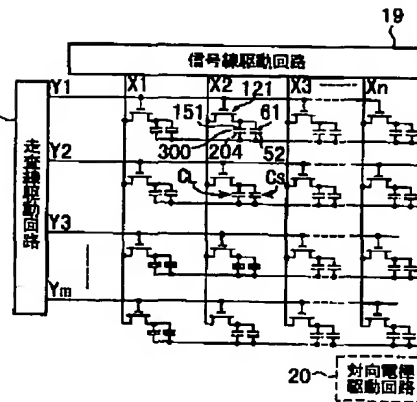 19
信号線駆動回路
Y1 X1 X2 121 X3 Xn
151 61
300 204 52
Y2
CL Cs
Y3
Ym
走査線駆動回路
20 対向電極
駆動回路